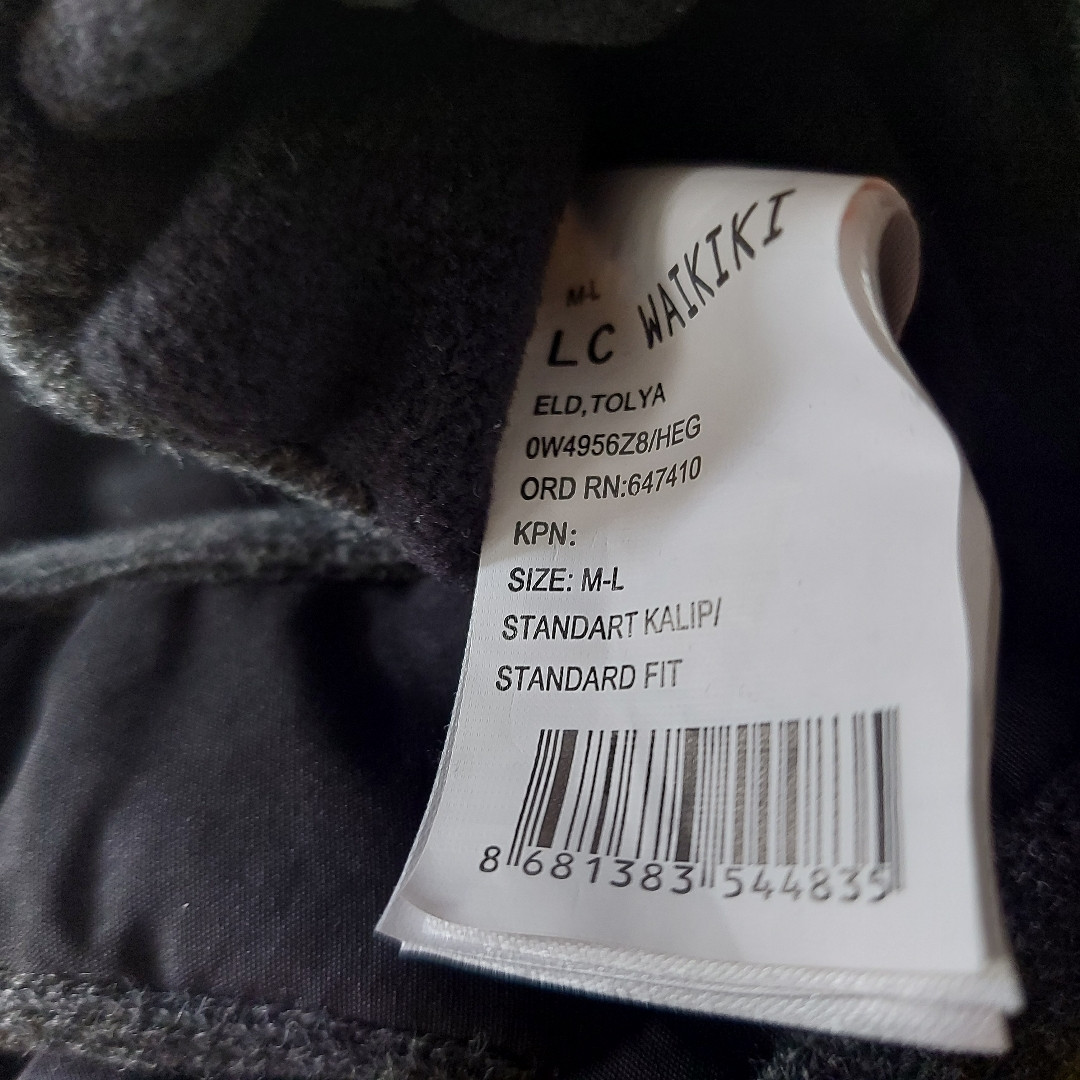 M-L
LC WAIKIKI
ELD,TOLYA
0W4956Z8/HEG
ORD RN:647410
KPN:
SIZE: M-L
STANDART KALIP/
STANDARD FIT
8 681383 544835